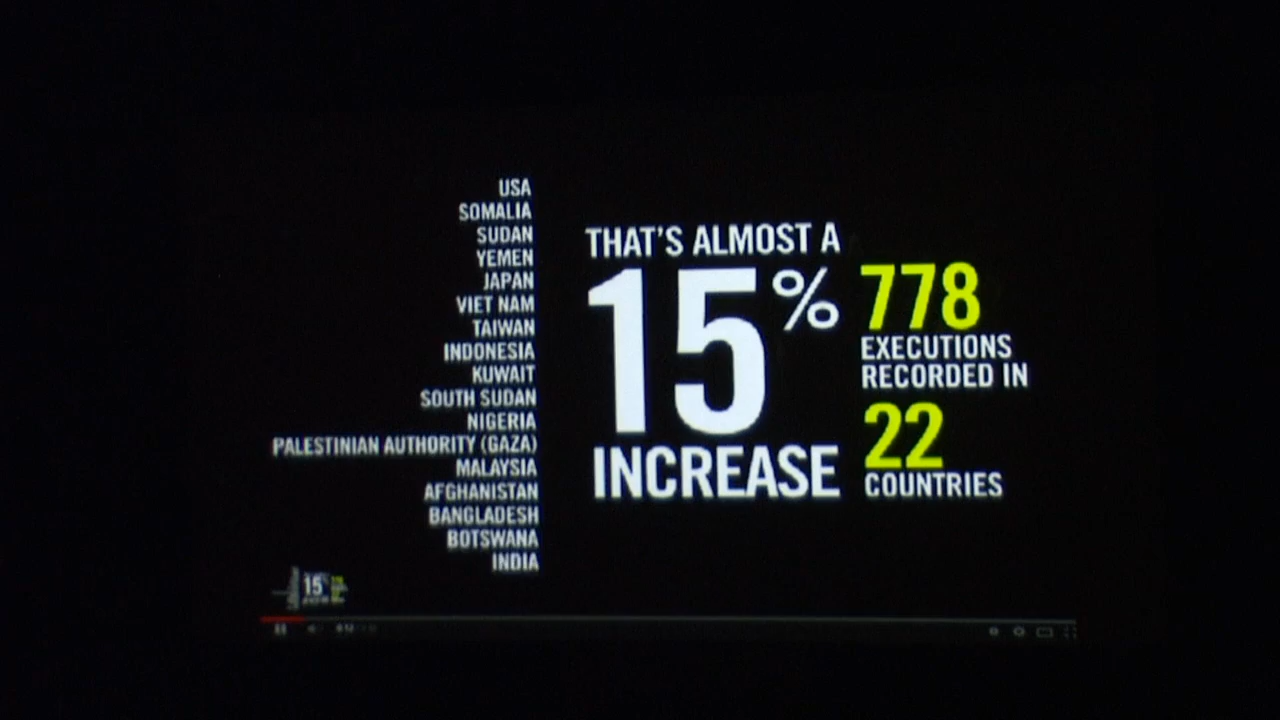 USA
SOMALIA
SUDAN
YEMEN
JAPAN
VIET NAM
TAIWAN
INDONESIA
KUWAIT
SOUTH SUDAN
NIGERIA
PALESTINIAN AUTHORITY (GAZA)
MALAYSIA
AFGHANISTAN
BANGLADESH
BOTSWANA
INDIA
THAT'S ALMOST A
15%
INCREASE
778
EXECUTIONS
RECORDED IN
22
COUNTRIES
15